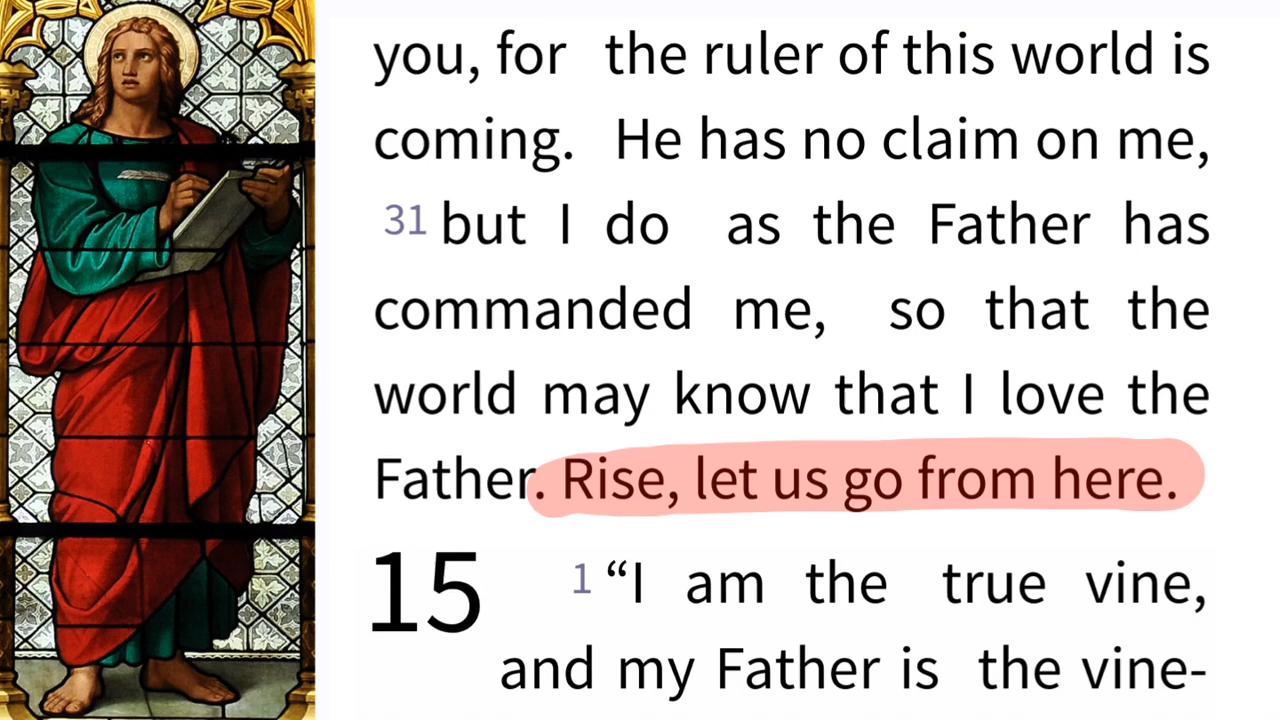 you, for the ruler of this world is
coming. He has no claim on me,
31 but I do as the Father has
commanded me, so that the
world may know that I love the
Father. Rise, let us go from here.
15 1 “I am the true vine,
and my Father is the vine-